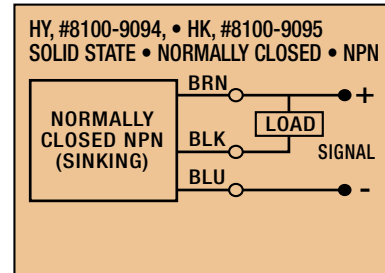 HY, #8100-9094, • HK, #8100-9095
SOLID STATE • NORMALLY CLOSED • NPN
BRN
+
NORMALLY
CLOSED NPN
(SINKING)
LOAD
BLK
SIGNAL
BLU
-